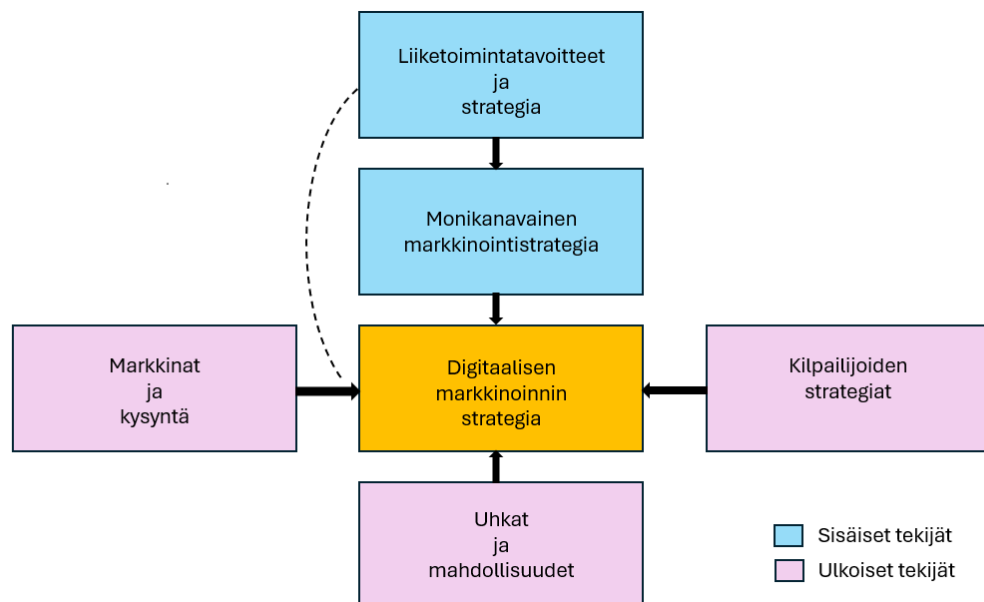 Liiketoimintatavoitteet
ja
strategia
Monikanavainen
markkinointistrategia
Markkinat
ja
kysyntä
Digitaalisen
markkinoinnin
strategia
Kilpailijoiden
strategiat
Uhkat
ja
mahdollisuudet
Sisäiset tekijät
Ulkoiset tekijät